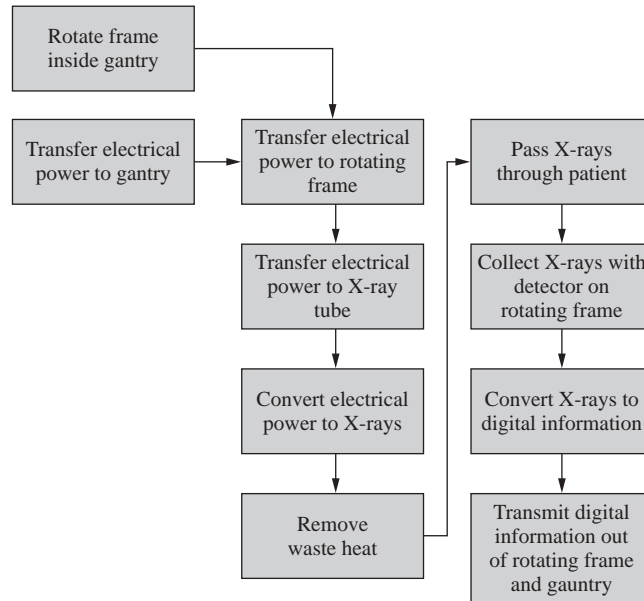 Rotate frame
inside gantry
Transfer electrical
power to gantry
Transfer electrical
power to rotating
frame
Transfer electrical
power to X-ray
tube
Convert electrical
power to X-rays
Remove
waste heat
Pass X-rays
through patient
Collect X-rays with
detector on
rotating frame
Convert X-rays to
digital information
Transmit digital
information out
of rotating frame
and gauntry